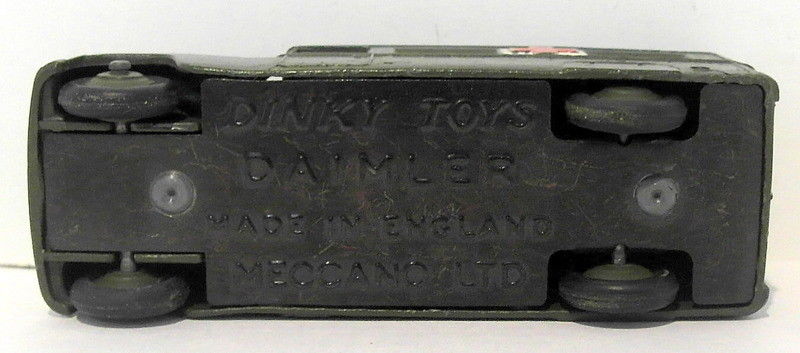 DINKY TOYS
DAIMLER
MADE IN ENGLAND
MECCANO LTD